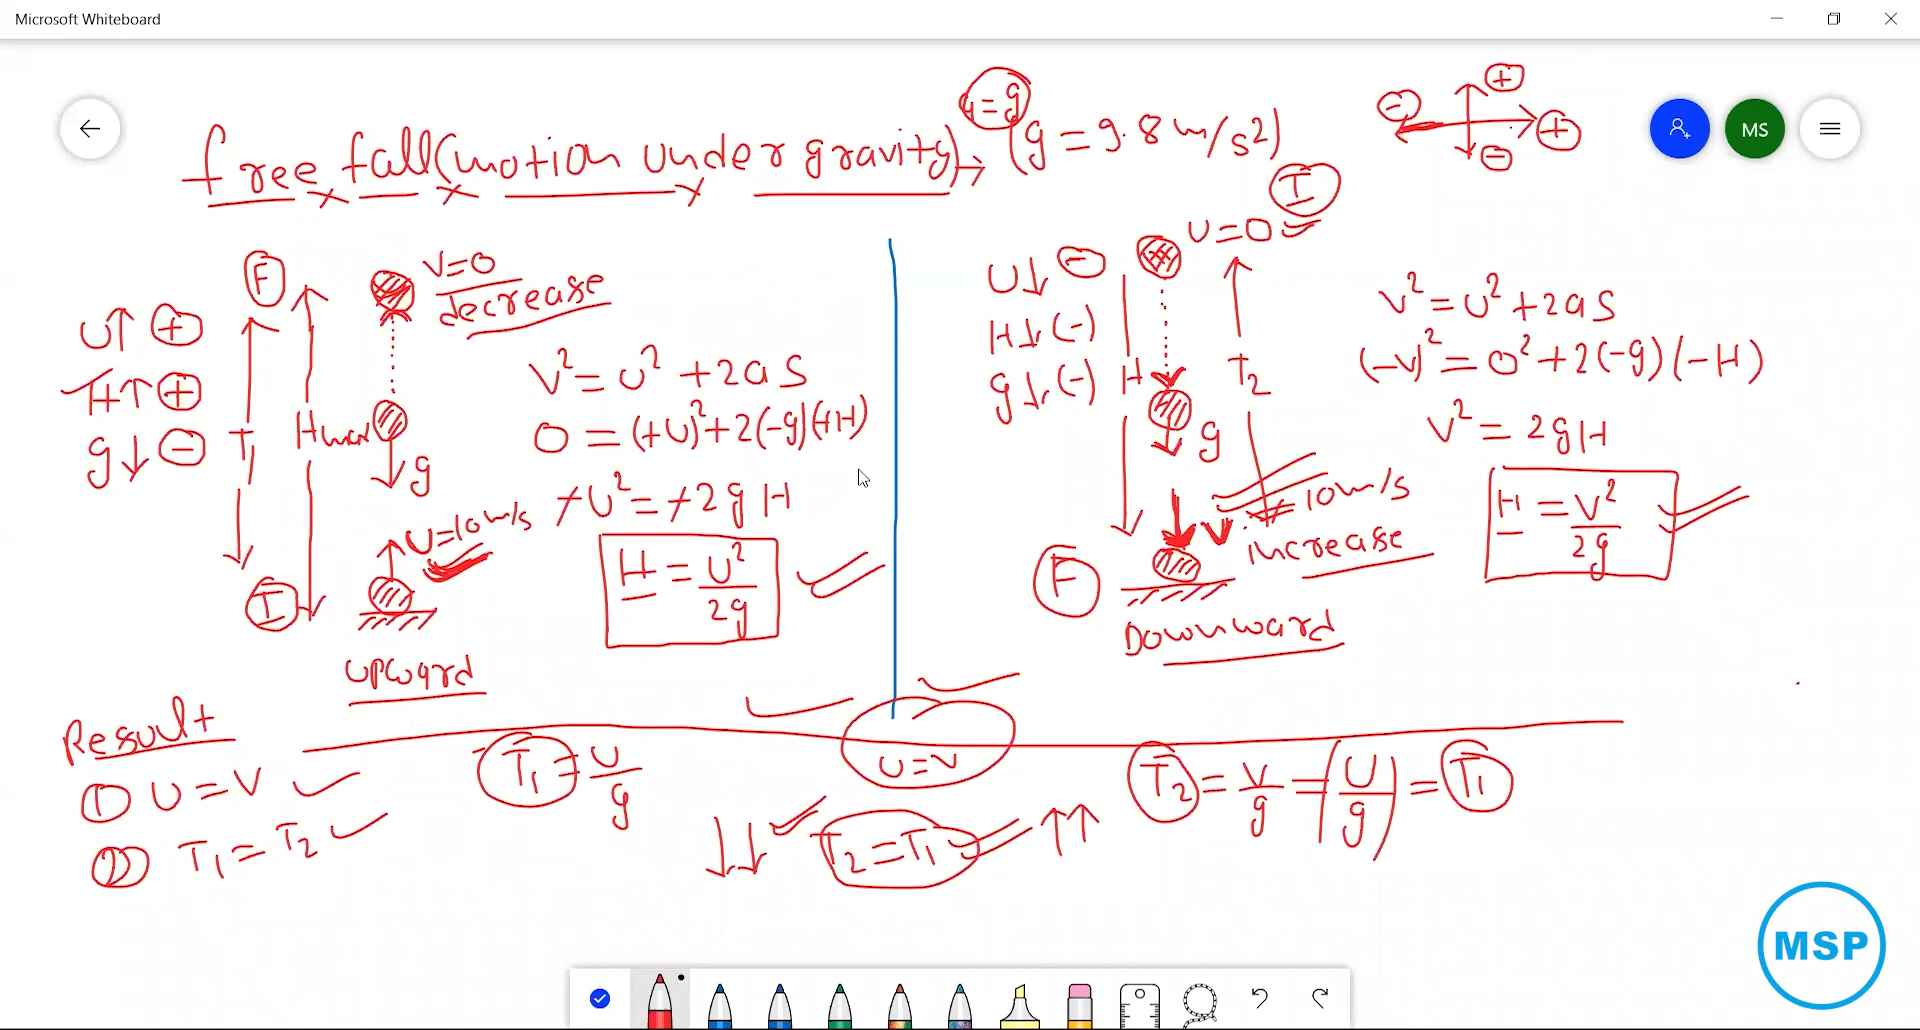 Microsoft Whiteboard
a=g
free fall(motion under gravity) → (g = 9.8 m/s2)
+
-
+
-
MS
I
F
V=0
decrease
U↑ +
H↑ +
g↓ -
T1
Hmax
g
U=10m/s
I
upward
V²=U²+2as
0 = (+U)²+2(-g)(+H)
-U²=-2gH
H = U²/2g
U↓ -
H↓(-)
g↓(-)
U=0
H
T2
g
V=10m/s
increase
F
Downward
V²=U²+2as
(-V)²=0²+2(-g)(-H)
V²=2gH
H = V²/2g
Result
① U=V
② T1=T2
T1=U/g
U=V
↓↓ T2=T1 ↑↑
T2=V/g=(U/g)=T1
MSP